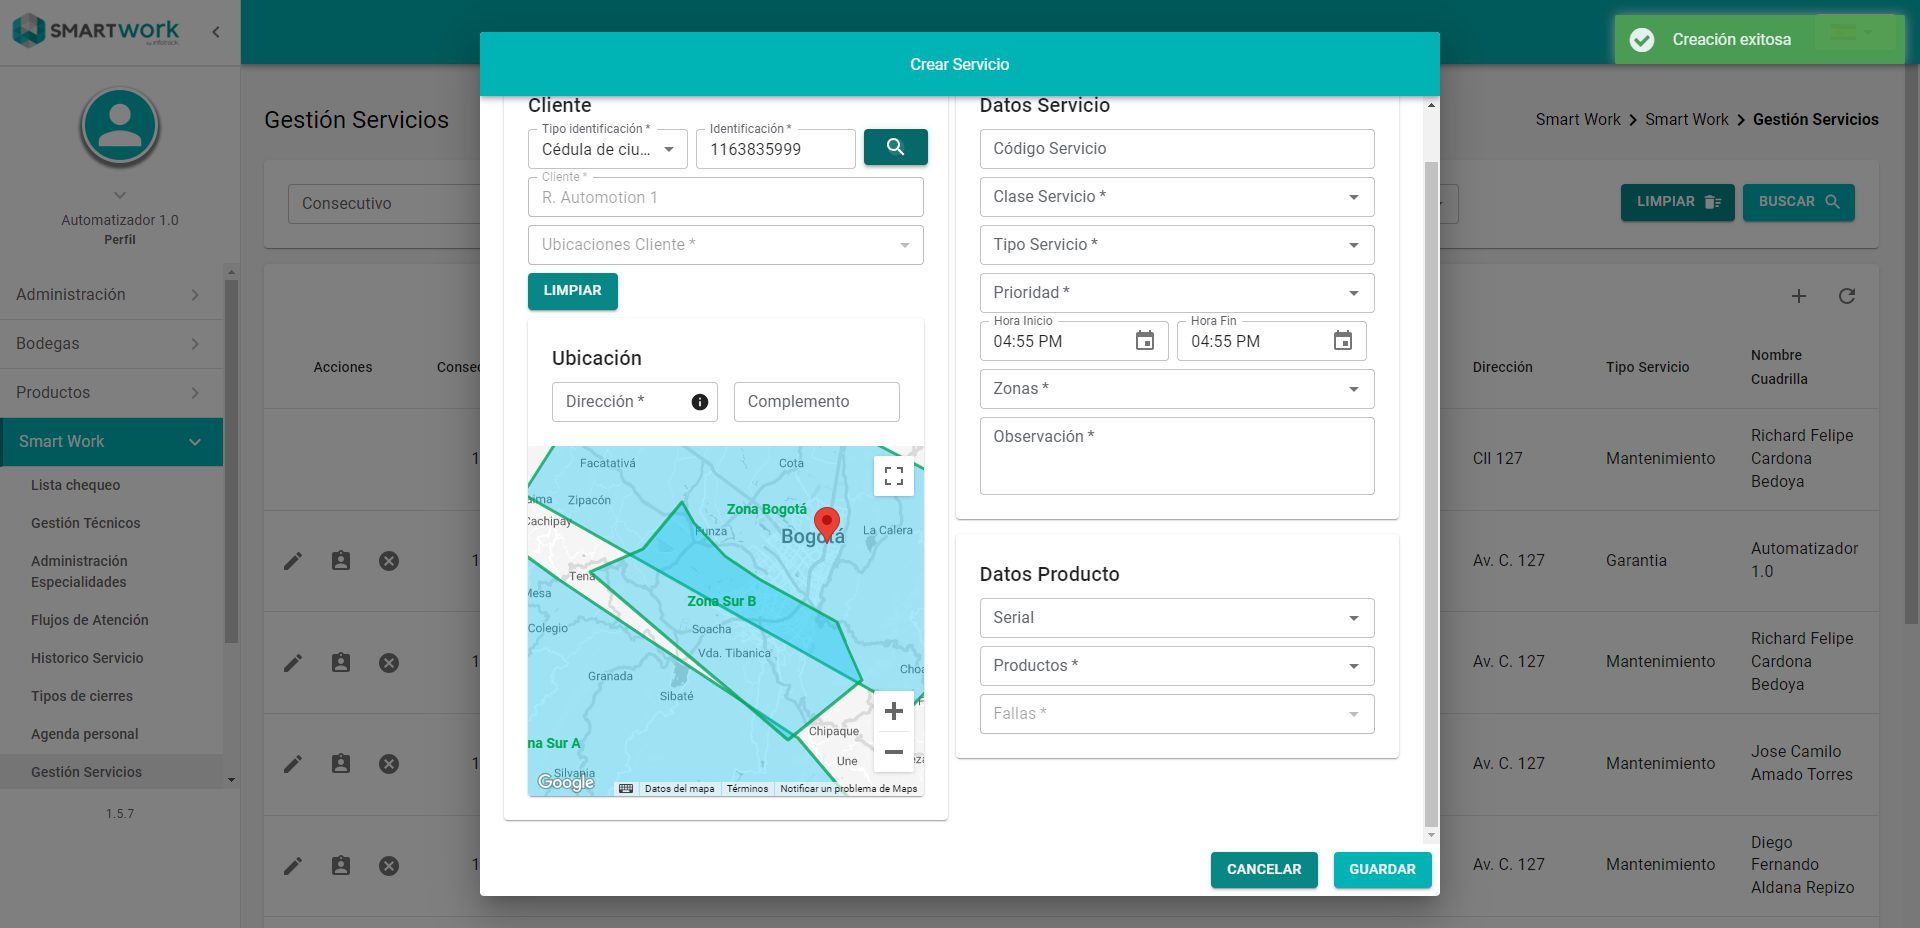 SMARTWORK
by infotrack
Automatizador 1.0
Perfil
Administración
Bodegas
Productos
Smart Work
Lista chequeo
Gestión Técnicos
Administración
Especialidades
Flujos de Atención
Historico Servicio
Tipos de cierres
Agenda personal
Gestión Servicios
1.5.7
Creación exitosa
Gestión Servicios
Smart Work > Smart Work > Gestión Servicios
Consecutivo
LIMPIAR
BUSCAR
Acciones
Dirección
Tipo Servicio
Nombre
Cuadrilla
Cll 127
Mantenimiento
Richard Felipe
Cardona
Bedoya
Av. C. 127
Garantia
Automatizador
1.0
Av. C. 127
Mantenimiento
Richard Felipe
Cardona
Bedoya
Av. C. 127
Mantenimiento
Jose Camilo
Amado Torres
Av. C. 127
Mantenimiento
Diego
Fernando
Aldana Repizo
Crear Servicio
Cliente
Tipo identificación *
Cédula de ciu...
Identificación *
1163835999
Cliente *
R. Automotion 1
Ubicaciones Cliente *
LIMPIAR
Ubicación
Dirección *
Complemento
Facatativá
Cota
Zipacón
Zona Bogotá
Cachipay
Funza
Bogotá
La Calera
Tena
Mesa
Zona Sur B
Colegio
Soacha
Vda. Tibanica
Granada
Sibaté
Chipaque
na Sur A
Une
Silvania
Google
Datos del mapa
Términos
Notificar un problema de Maps
Datos Servicio
Código Servicio
Clase Servicio *
Tipo Servicio *
Prioridad *
Hora Inicio
04:55 PM
Hora Fin
04:55 PM
Zonas *
Observación *
Datos Producto
Serial
Productos *
Fallas *
CANCELAR
GUARDAR